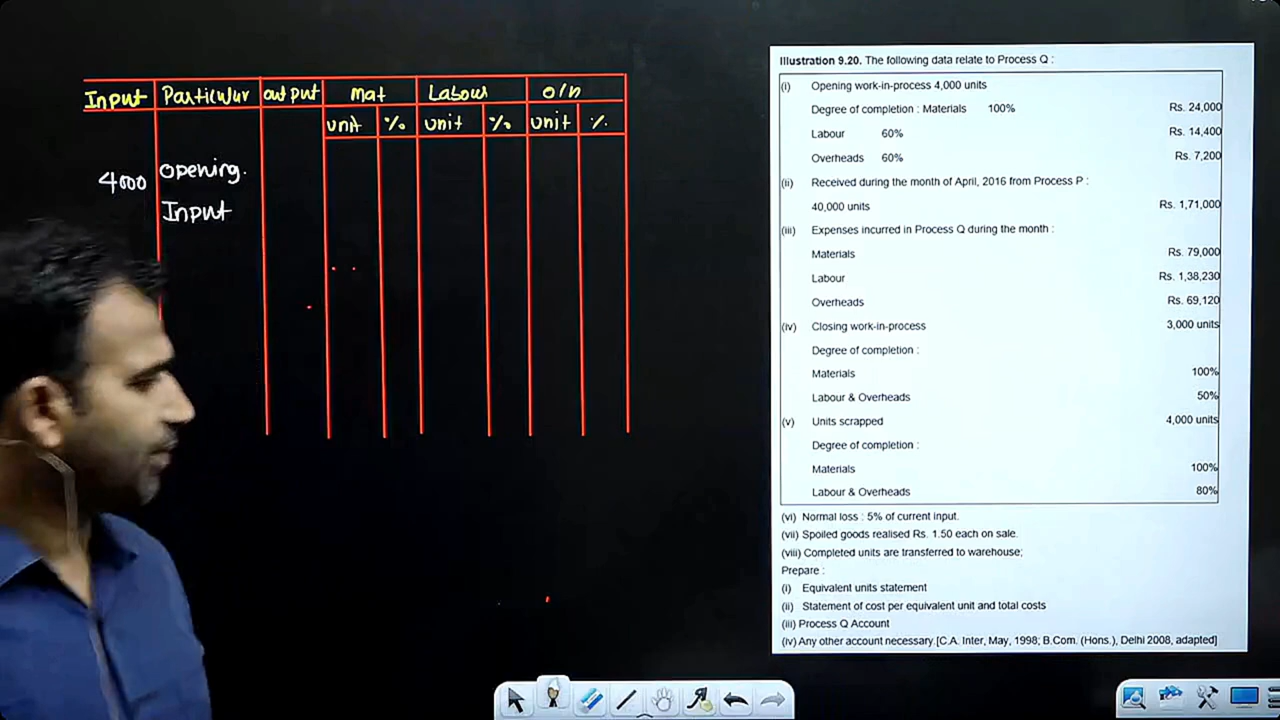 Input Particular output Mat Labour O/H
unit % unit % unit %
4000 Opening.
Input
Illustration 9.20. The following data relate to Process Q :
(i) Opening work-in-process 4,000 units
Degree of completion : Materials 100% Rs. 24,000
Labour 60% Rs. 14,400
Overheads 60% Rs. 7,200
(ii) Received during the month of April, 2016 from Process P :
40,000 units Rs. 1,71,000
(iii) Expenses incurred in Process Q during the month :
Materials Rs. 79,000
Labour Rs. 1,38,230
Overheads Rs. 69,120
(iv) Closing work-in-process 3,000 units
Degree of completion :
Materials 100%
Labour & Overheads 50%
(v) Units scrapped 4,000 units
Degree of completion :
Materials 100%
Labour & Overheads 80%
(vi) Normal loss : 5% of current input.
(vii) Spoiled goods realised Rs. 1.50 each on sale.
(viii) Completed units are transferred to warehouse;
Prepare :
(i) Equivalent units statement
(ii) Statement of cost per equivalent unit and total costs
(iii) Process Q Account
(iv) Any other account necessary.[C.A. Inter, May, 1998; B.Com. (Hons.), Delhi 2008, adapted]